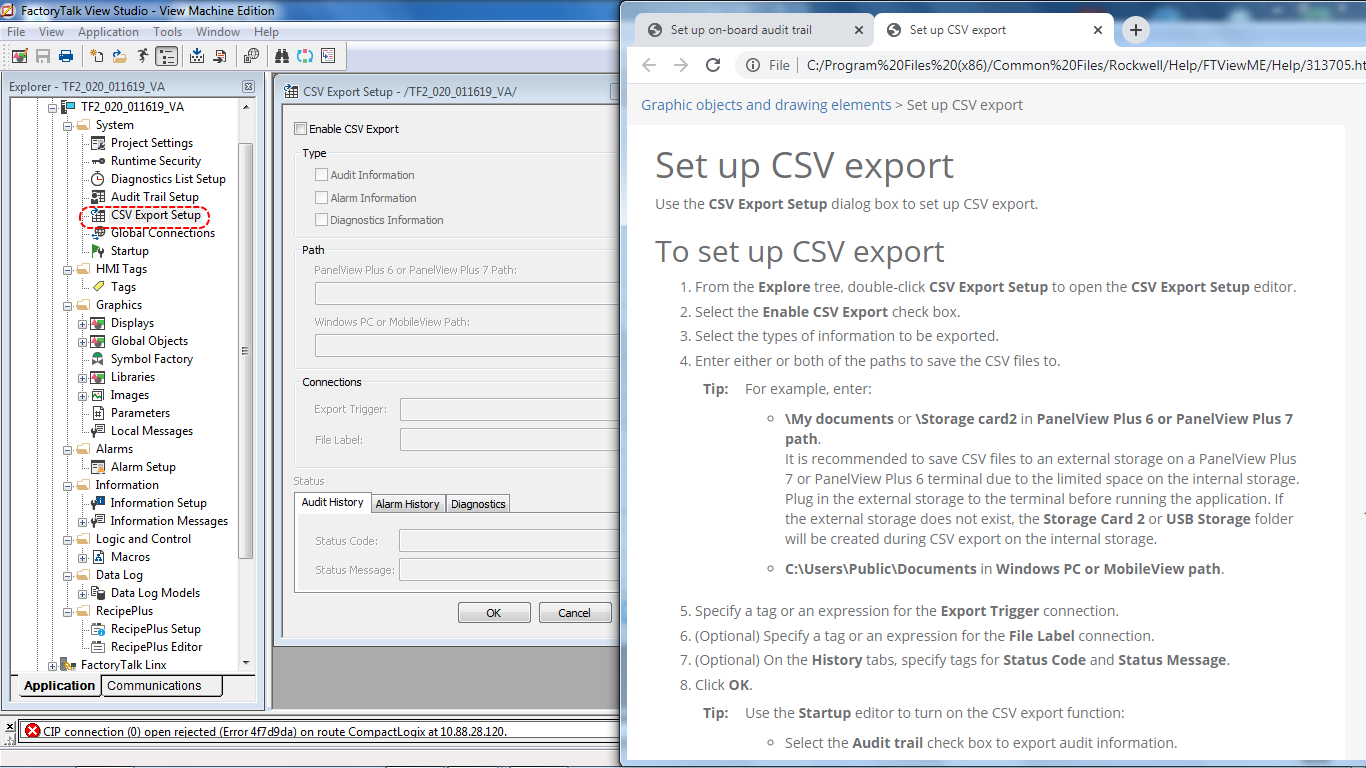 FactoryTalk View Studio - View Machine Edition
File View Application Tools Window Help
Explorer - TF2_020_011619_VA
TF2_020_011619_VA
System
Project Settings
Runtime Security
Diagnostics List Setup
Audit Trail Setup
CSV Export Setup
Global Connections
Startup
HMI Tags
Tags
Graphics
Displays
Global Objects
Symbol Factory
Libraries
Images
Parameters
Local Messages
Alarms
Alarm Setup
Information
Information Setup
Information Messages
Logic and Control
Macros
Data Log
Data Log Models
RecipePlus
RecipePlus Setup
RecipePlus Editor
FactoryTalk Linx
Application Communications
CIP connection (0) open rejected (Error 4f7d9da) on route CompactLogix at 10.88.28.120.
CSV Export Setup - /TF2_020_011619_VA/
Enable CSV Export
Type
Audit Information
Alarm Information
Diagnostics Information
Path
PanelView Plus 6 or PanelView Plus 7 Path:
Windows PC or MobileView Path:
Connections
Export Trigger:
File Label:
Status
Audit History Alarm History Diagnostics
Status Code:
Status Message:
OK Cancel
Set up on-board audit trail Set up CSV export
File C:/Program%20Files%20(x86)/Common%20Files/Rockwell/Help/FTViewME/Help/313705.ht
Graphic objects and drawing elements > Set up CSV export
Set up CSV export
Use the CSV Export Setup dialog box to set up CSV export.
To set up CSV export
1. From the Explore tree, double-click CSV Export Setup to open the CSV Export Setup editor.
2. Select the Enable CSV Export check box.
3. Select the types of information to be exported.
4. Enter either or both of the paths to save the CSV files to.
Tip: For example, enter:
\My documents or \Storage card2 in PanelView Plus 6 or PanelView Plus 7
path.
It is recommended to save CSV files to an external storage on a PanelView Plus
7 or PanelView Plus 6 terminal due to the limited space on the internal storage.
Plug in the external storage to the terminal before running the application. If
the external storage does not exist, the Storage Card 2 or USB Storage folder
will be created during CSV export on the internal storage.
C:\Users\Public\Documents in Windows PC or MobileView path.
5. Specify a tag or an expression for the Export Trigger connection.
6. (Optional) Specify a tag or an expression for the File Label connection.
7. (Optional) On the History tabs, specify tags for Status Code and Status Message.
8. Click OK.
Tip: Use the Startup editor to turn on the CSV export function:
Select the Audit trail check box to export audit information.